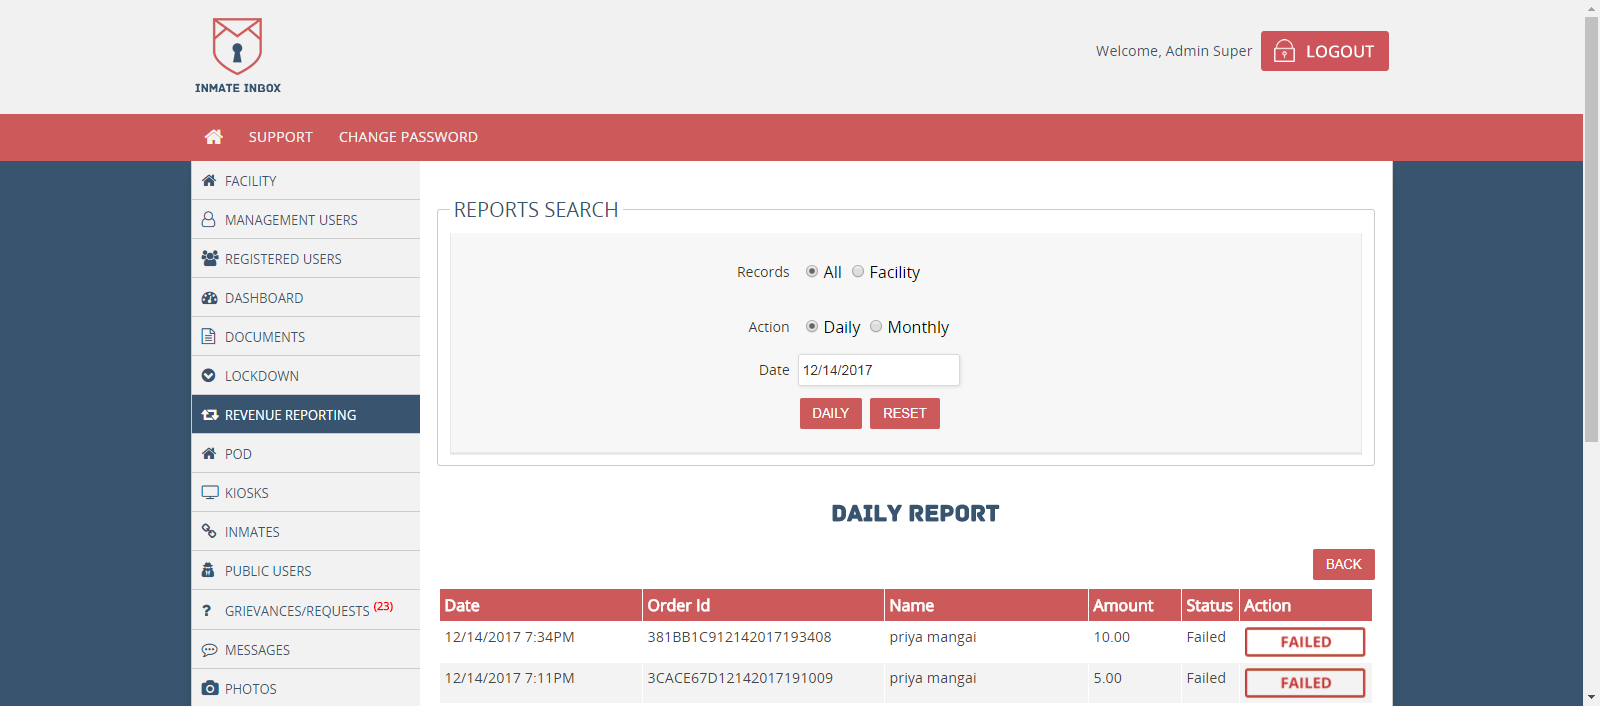 INMATE INBOX
Welcome, Admin Super
LOGOUT
SUPPORT CHANGE PASSWORD
FACILITY
MANAGEMENT USERS
REGISTERED USERS
DASHBOARD
DOCUMENTS
LOCKDOWN
REVENUE REPORTING
POD
KIOSKS
INMATES
PUBLIC USERS
GRIEVANCES/REQUESTS (23)
MESSAGES
PHOTOS
REPORTS SEARCH
Records All Facility
Action Daily Monthly
Date 12/14/2017
DAILY RESET
DAILY REPORT
BACK
Date Order Id Name Amount Status Action
12/14/2017 7:34PM 381BB1C912142017193408 priya mangai 10.00 Failed FAILED
12/14/2017 7:11PM 3CACE67D12142017191009 priya mangai 5.00 Failed FAILED